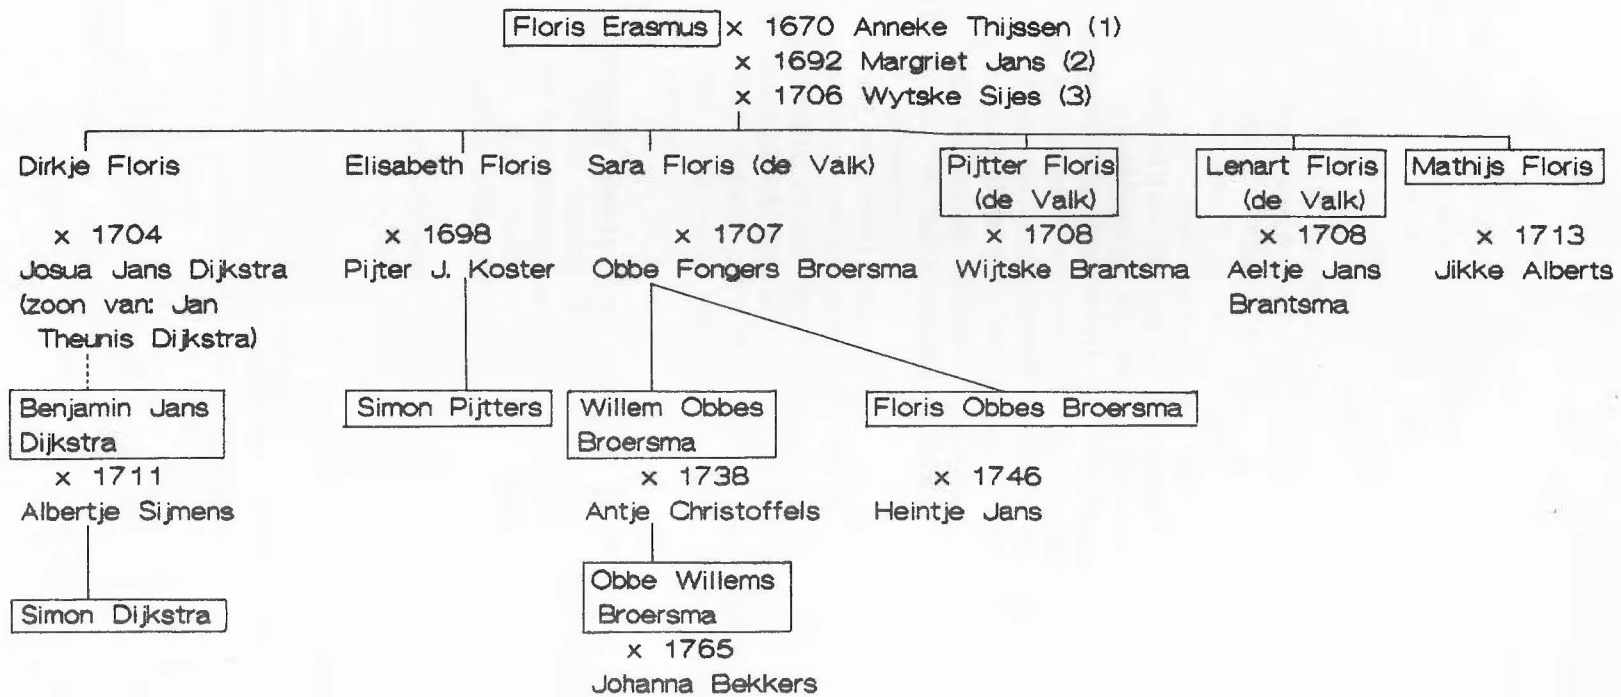 Floris Erasmus × 1670 Anneke Thijssen (1)
× 1692 Margriet Jans (2)
× 1706 Wytske Sijes (3)
Dirkje Floris
× 1704
Josua Jans Dijkstra
(zoon van: Jan
Theunis Dijkstra)
Benjamin Jans
Dijkstra
× 1711
Albertje Sijmens
Simon Dijkstra
Elisabeth Floris
× 1698
Pijter J. Koster
Simon Pijtters
Sara Floris (de Valk)
× 1707
Obbe Fongers Broersma
Willem Obbes
Broersma
× 1738
Antje Christoffels
Obbe Willems
Broersma
× 1765
Johanna Bekkers
Floris Obbes Broersma
× 1746
Heintje Jans
Pijtter Floris
(de Valk)
× 1708
Wijtske Brantsma
Lenart Floris
(de Valk)
× 1708
Aeltje Jans
Brantsma
Mathijs Floris
× 1713
Jikke Alberts